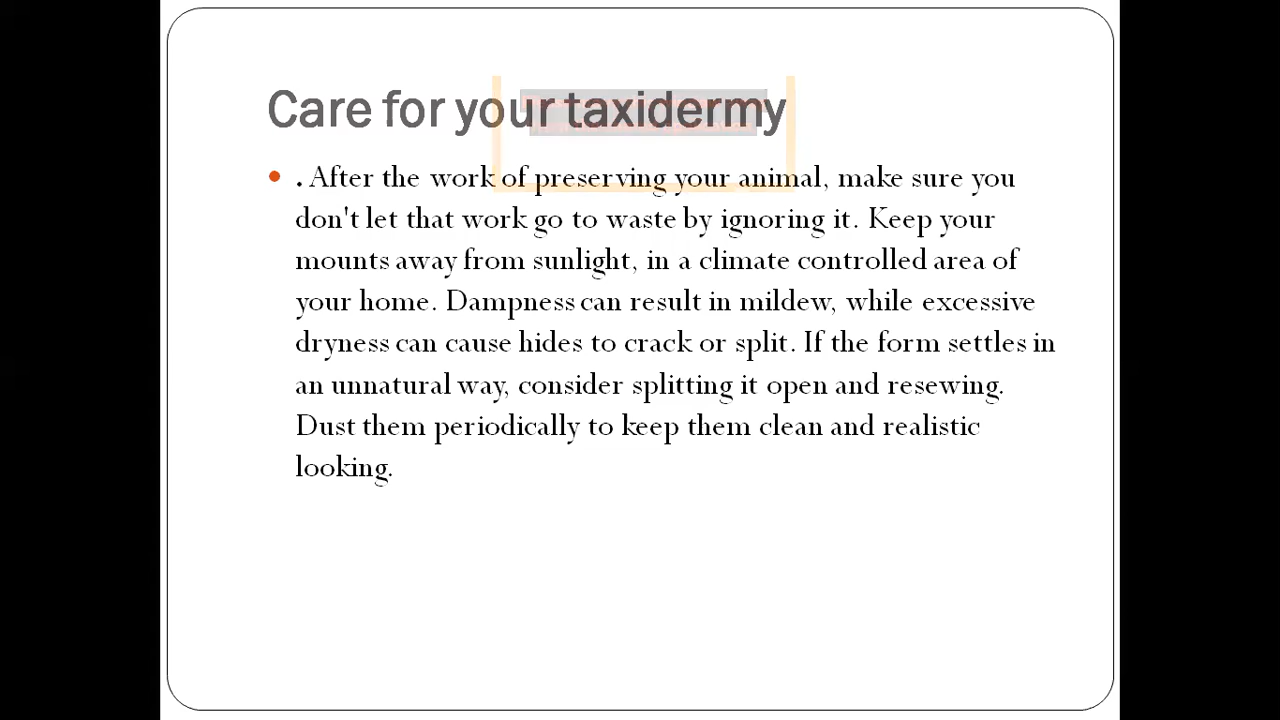 Care for your taxidermy
. After the work of preserving your animal, make sure you
don't let that work go to waste by ignoring it. Keep your
mounts away from sunlight, in a climate controlled area of
your home. Dampness can result in mildew, while excessive
dryness can cause hides to crack or split. If the form settles in
an unnatural way, consider splitting it open and resewing.
Dust them periodically to keep them clean and realistic
looking.